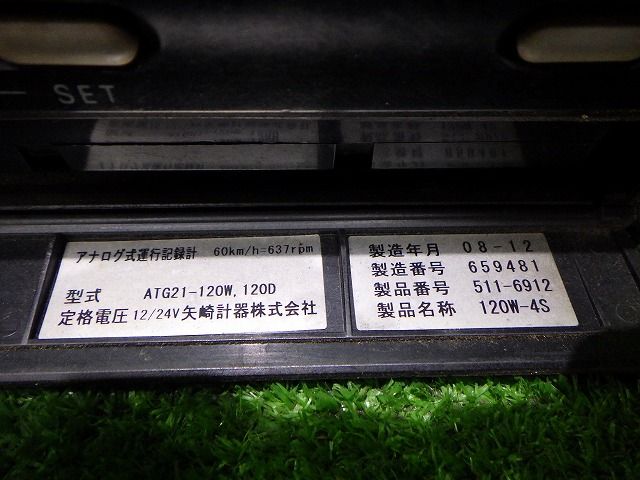 SET
アナログ式運行記録計 60km/h=637rpm
型式 ATG21-120W, 120D
定格電圧 12/24V 矢崎計器株式会社
製造年月 08-12
製造番号 659481
製品番号 511-6912
製品名称 120W-4S